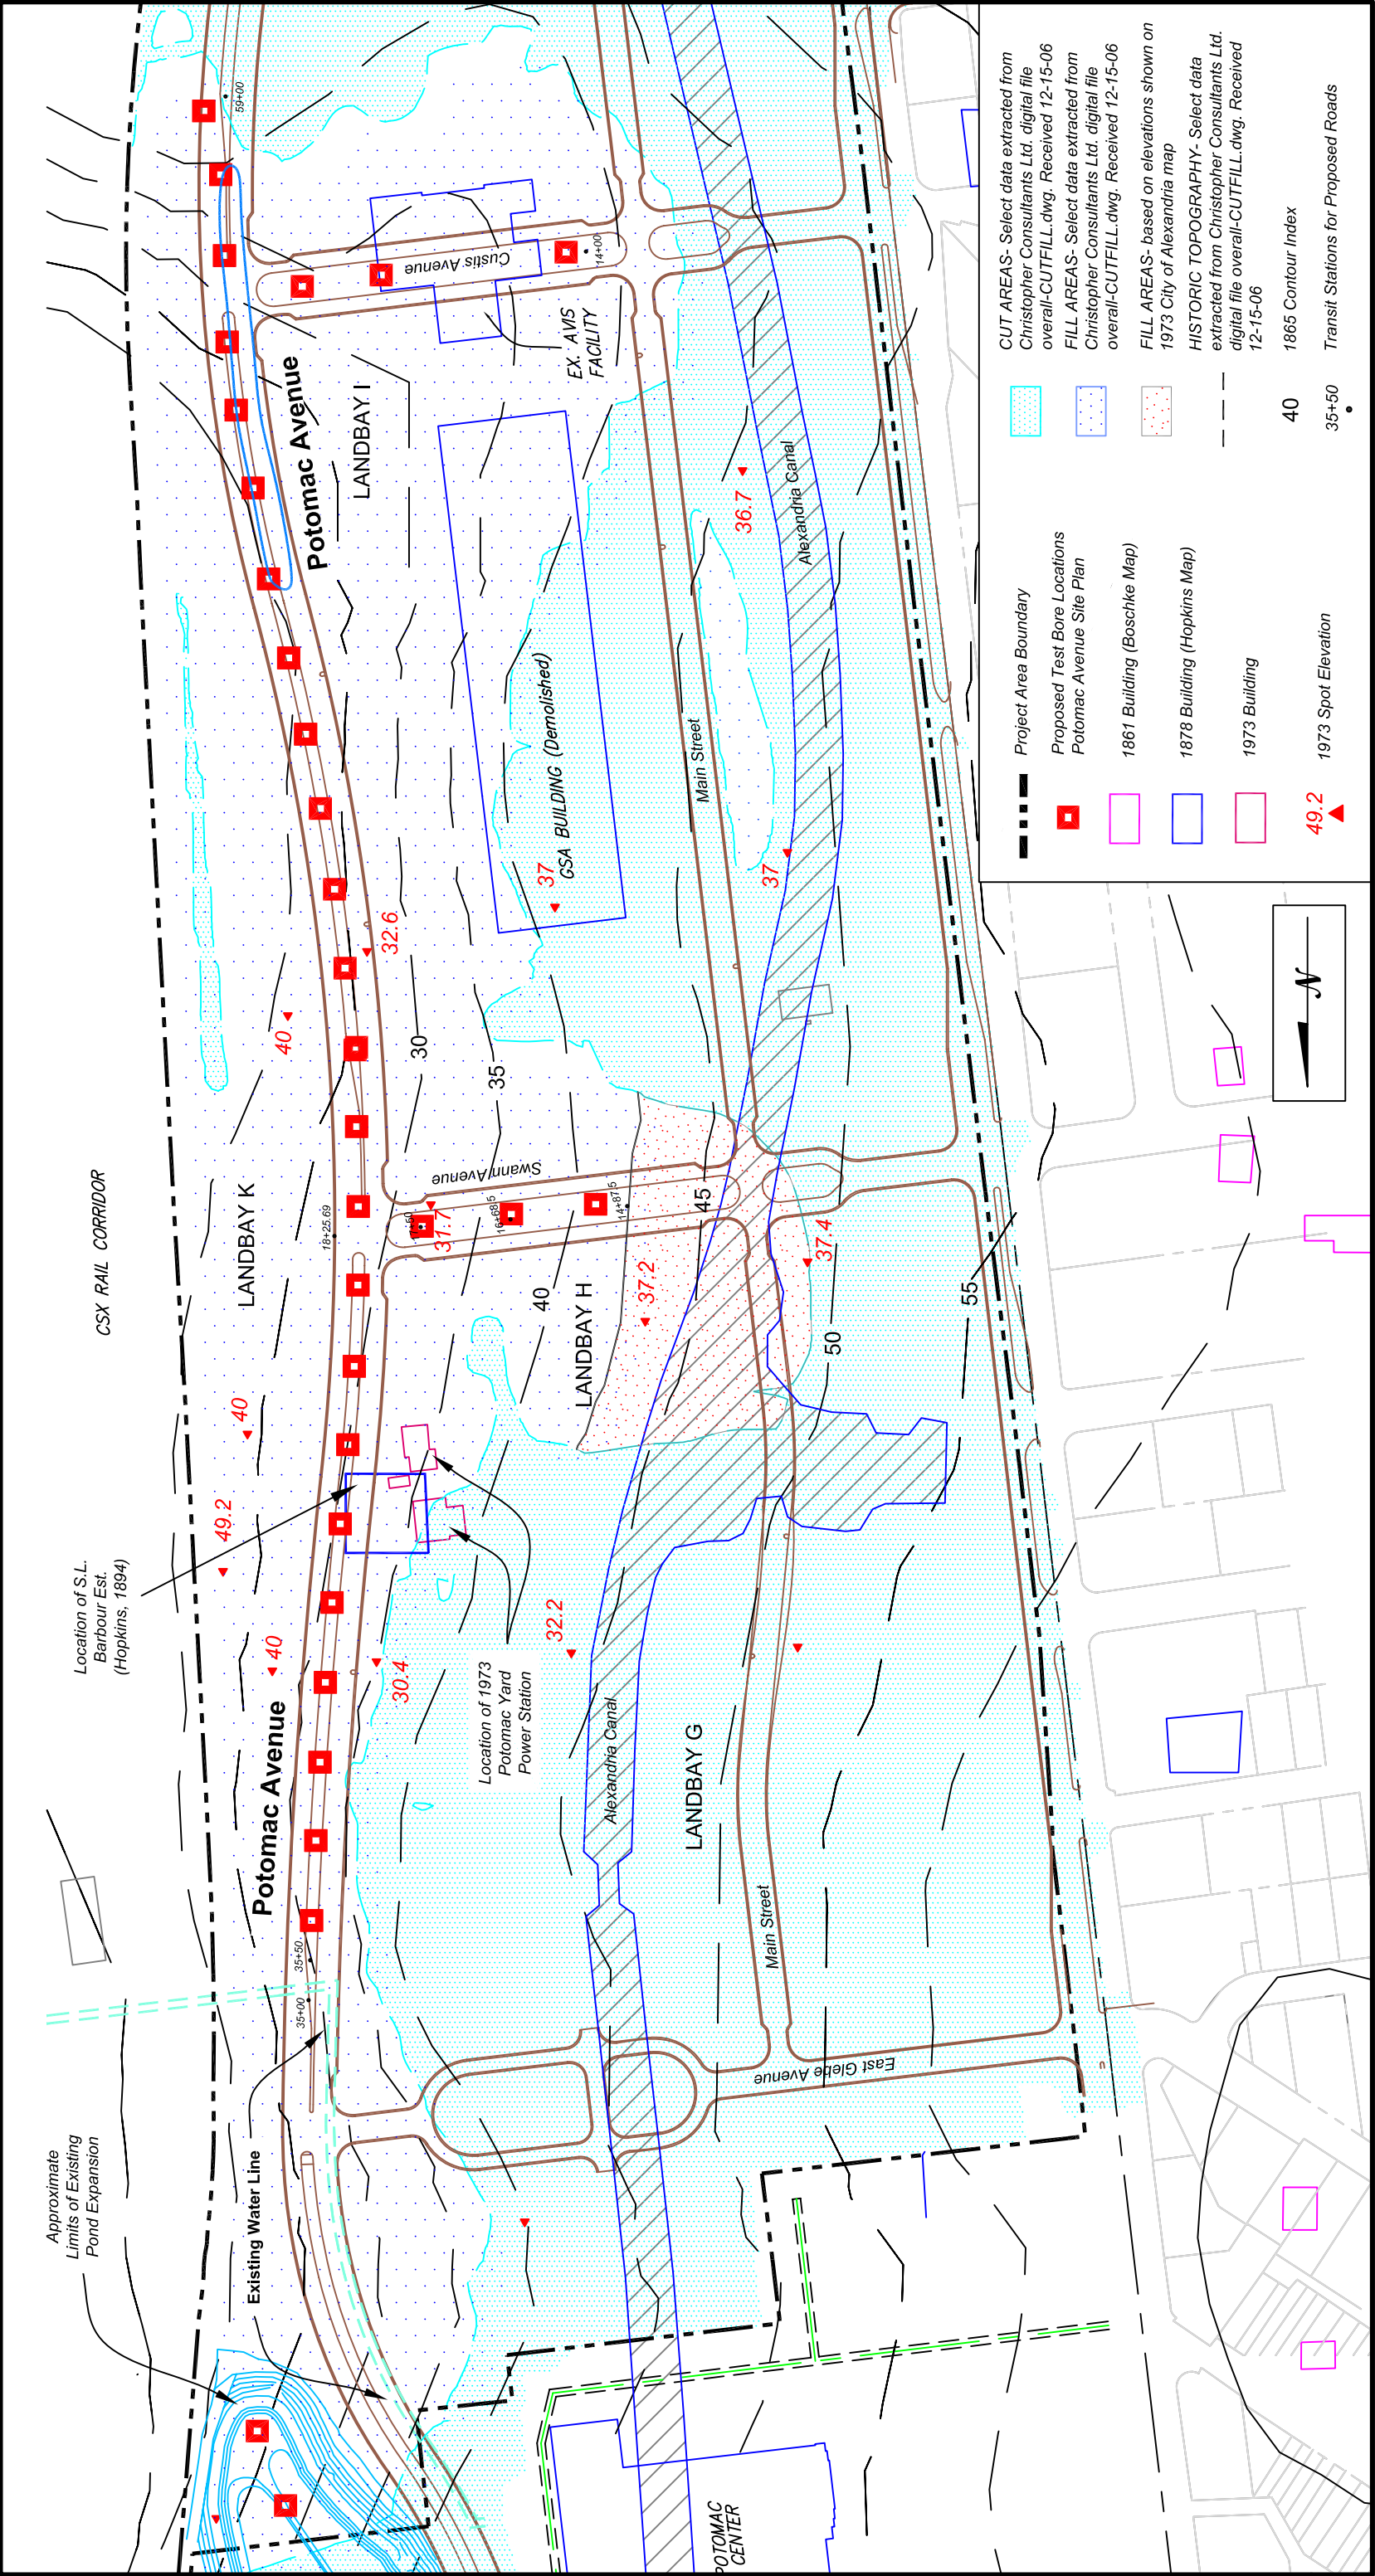 Approximate
Limits of Existing
Pond Expansion
Existing Water Line
CSX RAIL CORRIDOR
Location of S.L.
Barbour Est.
(Hopkins, 1894)
Potomac Avenue
35+00
35+50
40
49.2
40
30.4
LANDBAY K
18+25.69
40
32.6
Potomac Avenue
LANDBAY I
59+00
Custis Avenue
14+00
EX. AVIS
FACILITY
GSA BUILDING (Demolished)
37
30
35
Swann Avenue
31.7
16+68.5
14+87.5
40
LANDBAY H
37.2
45
37.4
50
55
Location of 1973
Potomac Yard
Power Station
32.2
Alexandria Canal
LANDBAY G
Main Street
East Glebe Avenue
POTOMAC
CENTER
Main Street
37
36.7
Alexandria Canal
N
Project Area Boundary
Proposed Test Bore Locations
Potomac Avenue Site Plan
1861 Building (Boschke Map)
1878 Building (Hopkins Map)
1973 Building
49.2
1973 Spot Elevation
CUT AREAS- Select data extracted from
Christopher Consultants Ltd. digital file
overall-CUTFILL.dwg. Received 12-15-06
FILL AREAS- Select data extracted from
Christopher Consultants Ltd. digital file
overall-CUTFILL.dwg. Received 12-15-06
FILL AREAS- based on elevations shown on
1973 City of Alexandria map
HISTORIC TOPOGRAPHY- Select data
extracted from Christopher Consultants Ltd.
digital file overall-CUTFILL.dwg. Received
12-15-06
40
1865 Contour Index
35+50
Transit Stations for Proposed Roads